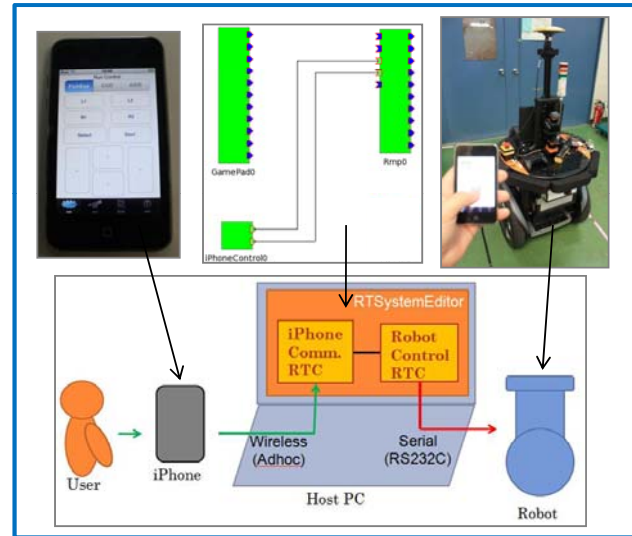 Run Control
L1
L2
R1
R2
Select
Start
GamePad0
Rmp0
iPhoneControl0
RTSystemEditor
iPhone
Comm.
RTC
Robot
Control
RTC
Wireless
(Adhoc)
Serial
(RS232C)
User
iPhone
Host PC
Robot